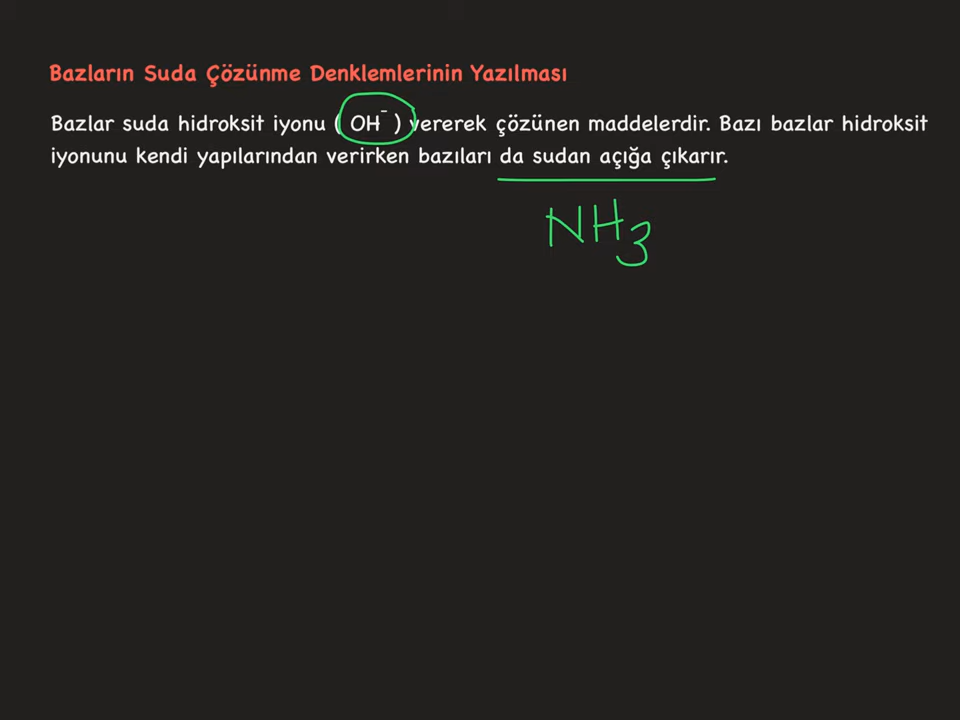 Bazların Suda Çözünme Denklemlerinin Yazılması
Bazlar suda hidroksit iyonu ( OH⁻ ) vererek çözünen maddelerdir. Bazı bazlar hidroksit
iyonunu kendi yapılarından verirken bazıları da sudan açığa çıkarır.
NH₃